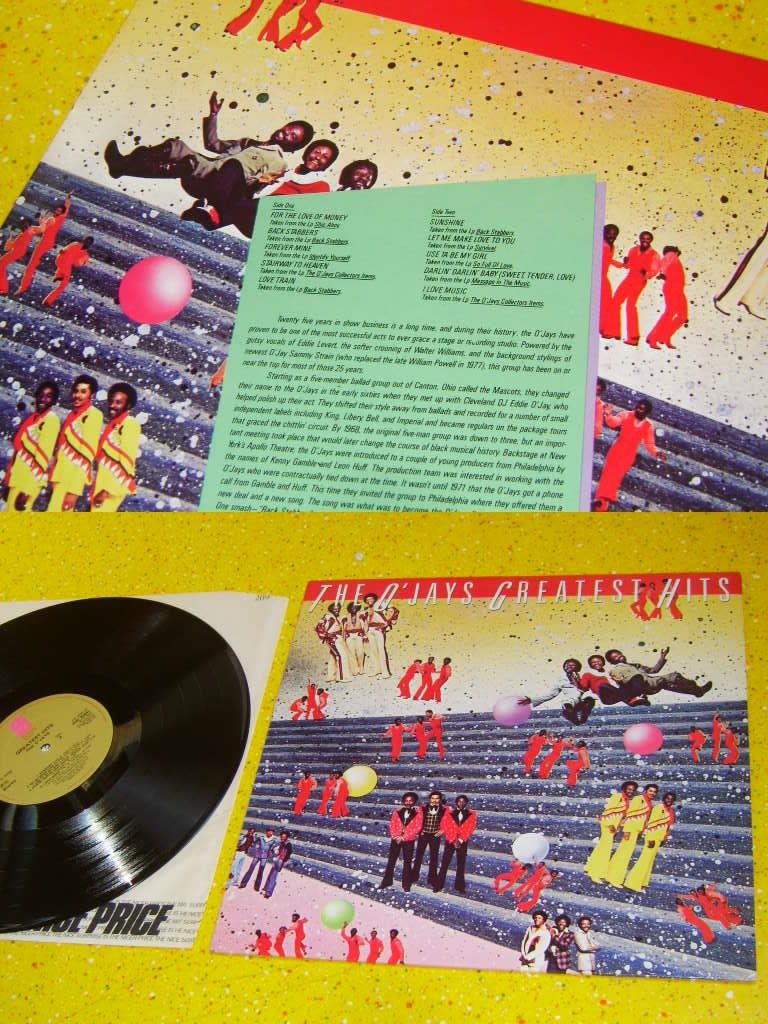 Side One
FOR THE LOVE OF MONEY
Taken from the Lp Ship Ahoy.
BACK STABBERS
Taken from the Lp Back Stabbers.
FOREVER MINE
Taken from the Lp Identify Yourself.
STAIRWAY TO HEAVEN
Taken from the Lp The O'Jays Collectors Items.
LOVE TRAIN
Taken from the Lp Back Stabbers.
Side Two
SUNSHINE
Taken from the Lp Back Stabbers.
LET ME MAKE LOVE TO YOU
Taken from the Lp Survival.
USE TA BE MY GIRL
Taken from the Lp So Full Of Love.
DARLIN' DARLIN' BABY (SWEET, TENDER, LOVE)
Taken from the Lp Message In The Music.
I LOVE MUSIC
Taken from the Lp The O'Jays Collectors Items.
Twenty five years in show business is a long time, and during their history, the O'Jays have
proven to be one of the most successful acts to ever grace a stage or recording studio. Powered by the
gutsy vocals of Eddie Levert, the softer crooning of Walter Williams, and the background stylings of
newest O'Jay Sammy Strain (who replaced the late William Powell in 1977), this group has been on or
near the top for most of those 25 years.
Starting as a five-member ballad group out of Canton, Ohio called the Mascots, they changed
their name to the O'Jays in the early sixties when they met up with Cleveland DJ Eddie O'Jay, who
helped polish up their act. They shifted their style away from ballads and recorded for a number of small
independent labels including King, Libery, Bell, and Imperial and became regulars on the package tours
that graced the chittlin' circuit. By 1968, the original five-man group was down to three, but an impor-
tant meeting took place that would later change the course of black musical history. Backstage at New
York's Apollo Theatre, the O'Jays were introduced to a couple of young producers from Philadelphia by
the names of Kenny Gamble and Leon Huff. The production team was interested in working with the
O'Jays who were contractually tied down at the time. It wasn't until 1971 that the O'Jays got a phone
call from Gamble and Huff. This time they invited the group to Philadelphia where they offered them a
new deal and a new song. The song was what was to become the
One smash—"Back
THE O'JAYS GREATEST HITS
GREATEST HITS
THE O'JAYS
NICE PRICE